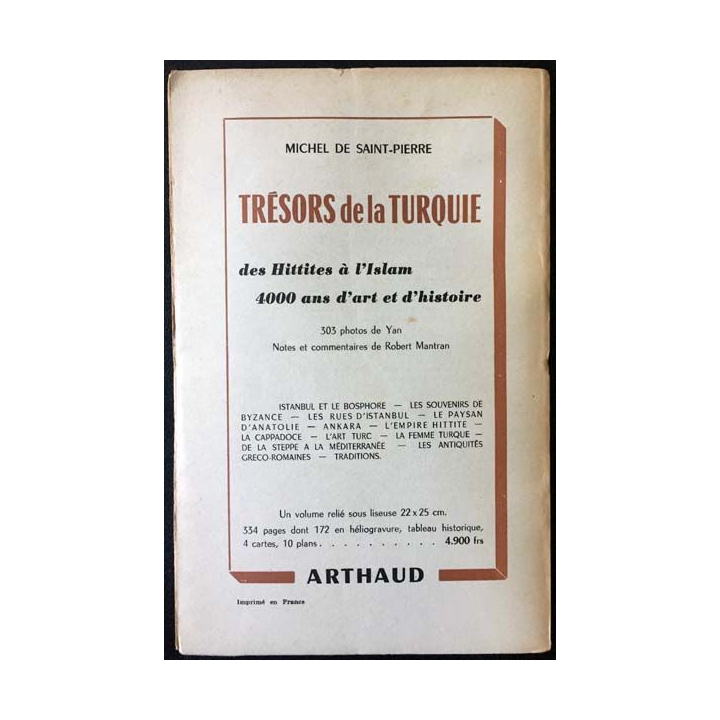 MICHEL DE SAINT-PIERRE
TRÉSORS de la TURQUIE
des Hittites à l'Islam
4000 ans d'art et d'histoire
303 photos de Yan
Notes et commentaires de Robert Mantran
ISTANBUL ET LE BOSPHORE — LES SOUVENIRS DE
BYZANCE — LES RUES D'ISTANBUL — LE PAYSAN
D'ANATOLIE — ANKARA — L'EMPIRE HITTITE —
LA CAPPADOCE — L'ART TURC — LA FEMME TURQUE —
DE LA STEPPE A LA MÉDITERRANÉE — LES ANTIQUITÉS
GRECO-ROMAINES — TRADITIONS.
Un volume relié sous liseuse 22 x 25 cm.
334 pages dont 172 en héliogravure, tableau historique,
4 cartes, 10 plans . . . . . . . . . . 4.900 frs
ARTHAUD
Imprimé en France